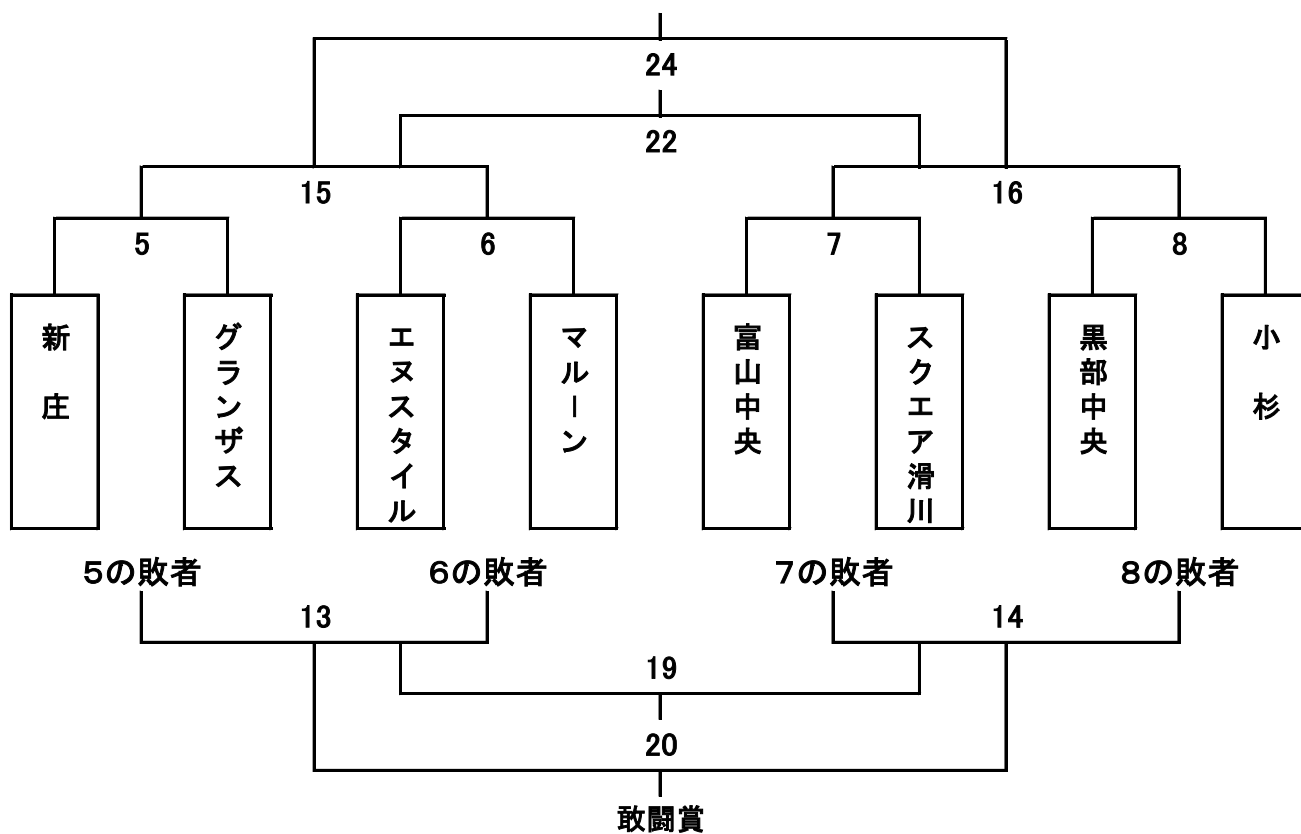 24
22
15
16
5
6
7
8
新庄
グランザス
エヌスタイル
マルーン
富山中央
スクエア滑川
黒部中央
小杉
5の敗者
6の敗者
7の敗者
8の敗者
13
14
19
20
敢闘賞